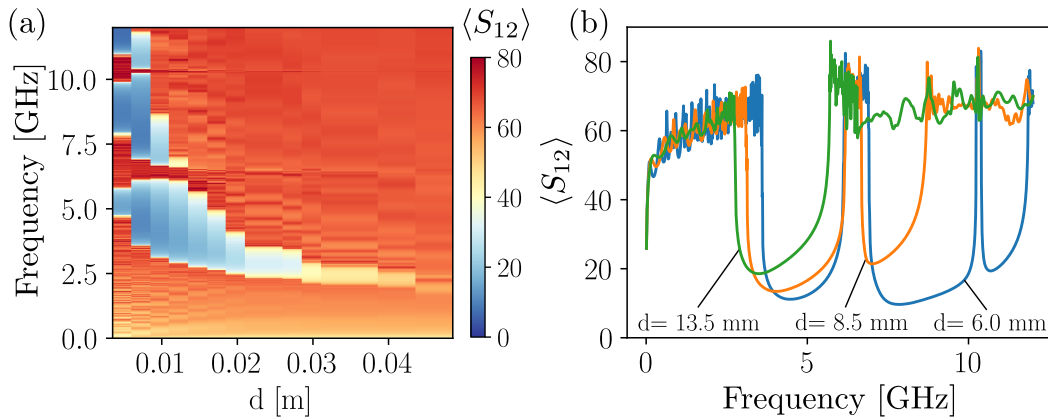 (a)
⟨S12⟩
Frequency [GHz]
10.0
7.5
5.0
2.5
0.0
0.01
0.02
0.03
0.04
d [m]
80
60
40
20
0
(b)
⟨S12⟩
80
60
40
20
0
d= 13.5 mm
d= 8.5 mm
d= 6.0 mm
0
5
10
Frequency [GHz]